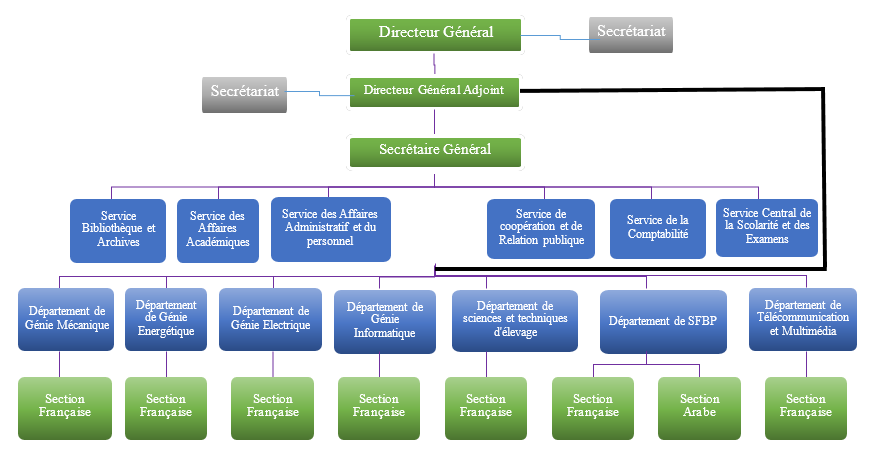 Directeur Général
Secrétariat
Secrétariat
Directeur Général Adjoint
Secrétaire Général
Service
Bibliothèque et
Archives
Service des
Affaires
Académiques
Service des Affaires
Administratif et du
personnel
Service de
coopération et de
Relation publique
Service de la
Comptabilité
Service Central de
la Scolarité et des
Examens
Département de
Génie Mécanique
Département
de Génie
Energétique
Département de
Génie Electrique
Département de
Génie
Informatique
Département de
sciences et techniques
d'élevage
Département de SFBP
Département de
Télécommunication
et Multimédia
Section
Française
Section
Française
Section
Française
Section
Française
Section
Française
Section
Française
Section
Arabe
Section
Française